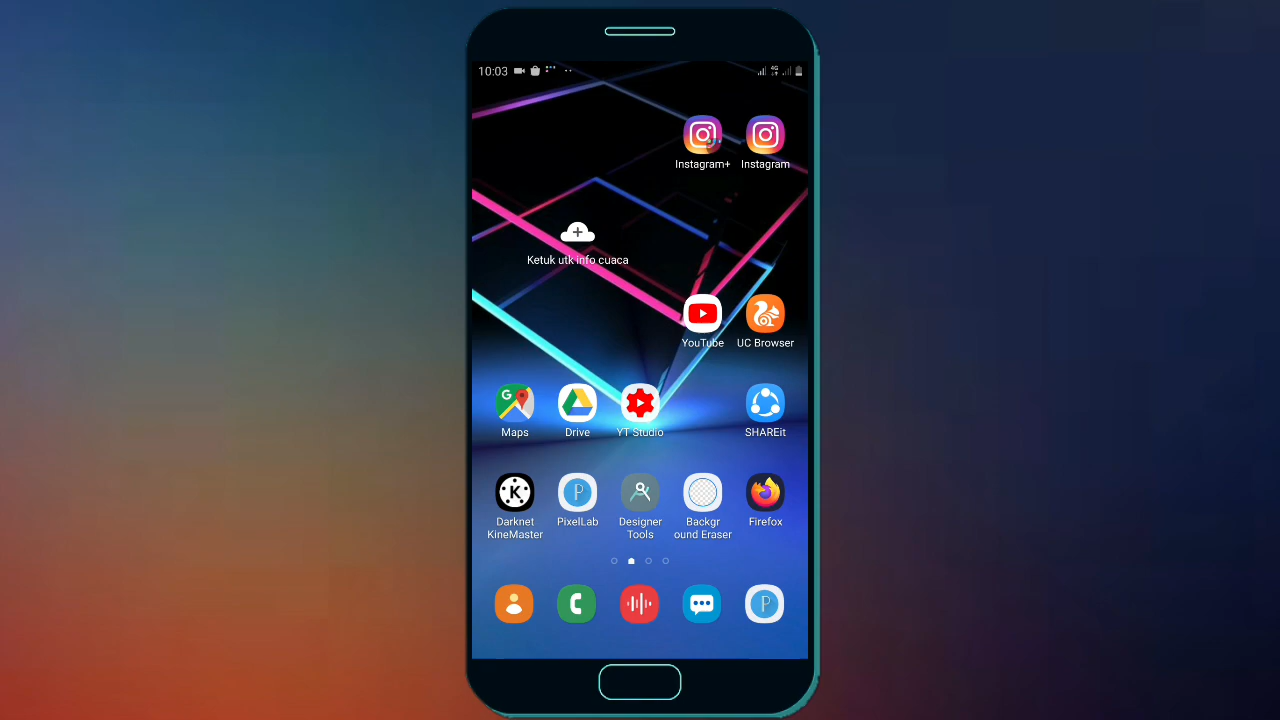 10:03
4G
Instagram+
Instagram
Ketuk utk info cuaca
YouTube
UC Browser
G
Maps
Drive
YT Studio
SHAREit
K
P
Darknet
KineMaster
PixelLab
Designer
Tools
Backgr
ound Eraser
Firefox
P